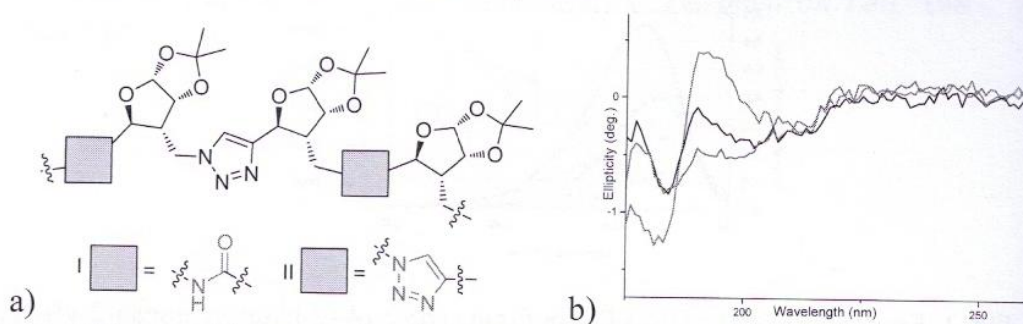 O
O
O
O
O
O
N
N=N
O
O
O
I = N H O
II = N N=N
a)
Ellipticity (deg.)
0
-1
200
250
Wavelength (nm)
b)